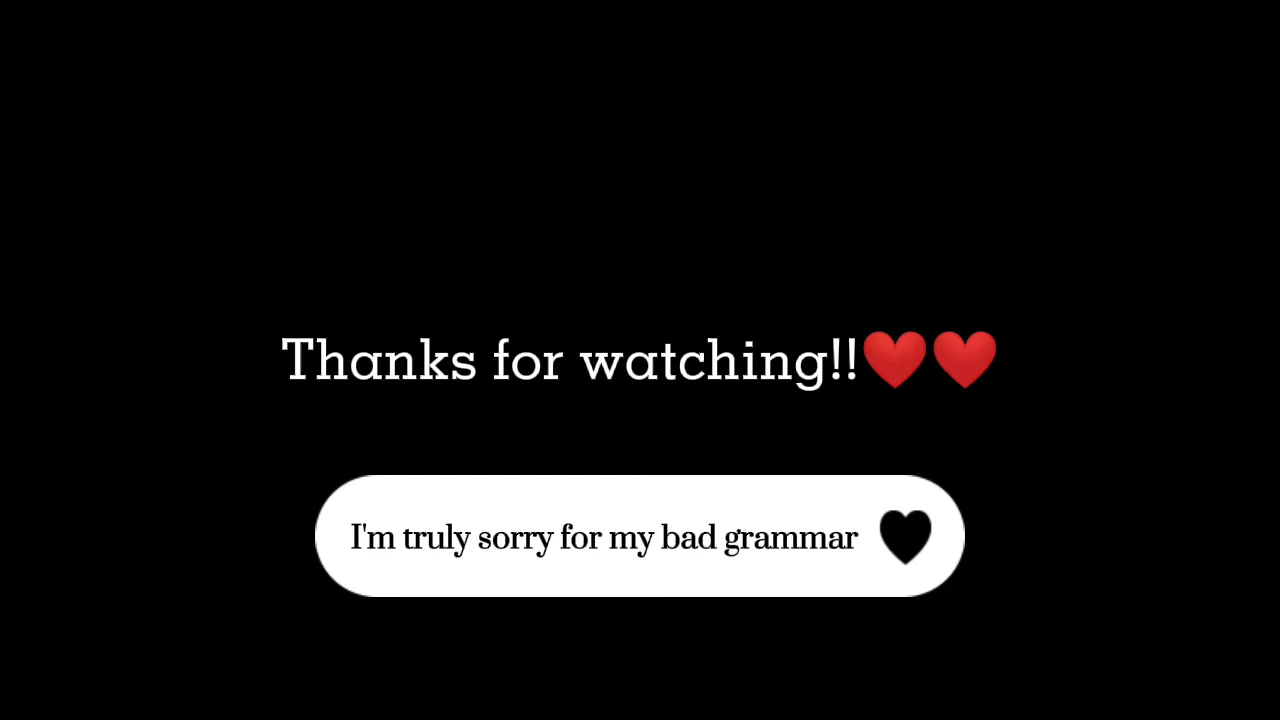 Thanks for watching!!❤️❤️
I'm truly sorry for my bad grammar 🖤